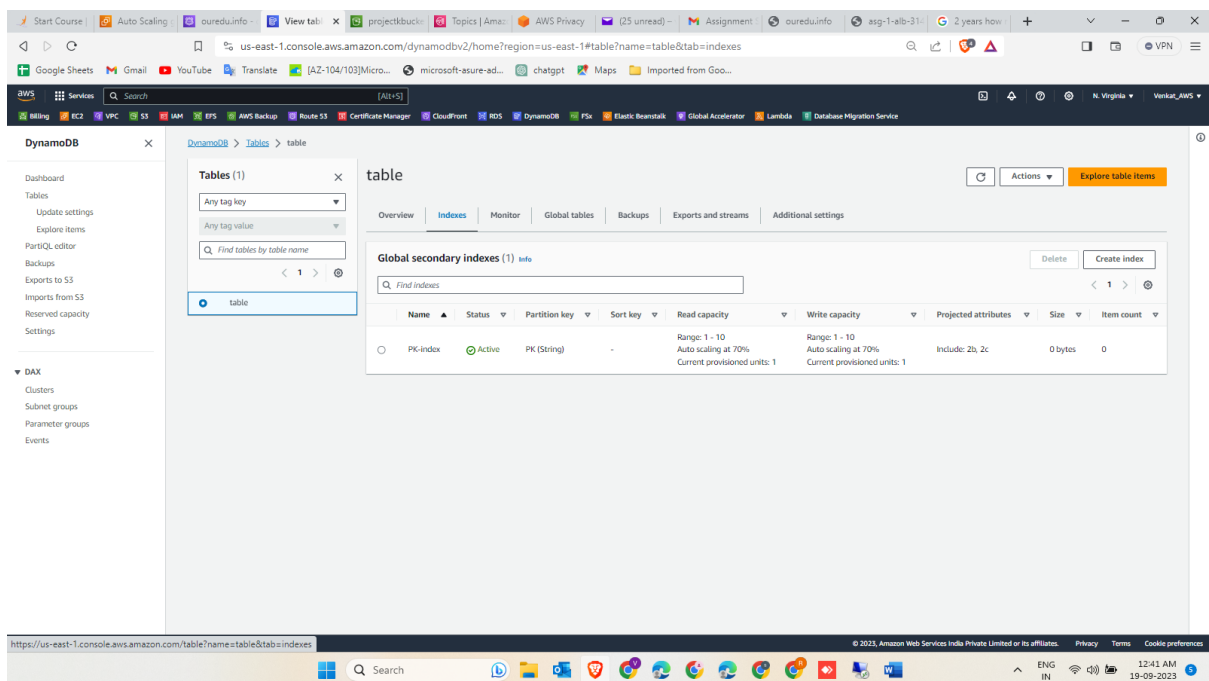 Start Course |
Auto Scaling
ouredu.info -
View tabl
projectkbucke
Topics | Amaz
AWS Privacy
(25 unread) -
Assignment
ouredu.info
asg-1-alb-314
2 years how
us-east-1.console.aws.amazon.com/dynamodbv2/home?region=us-east-1#table?name=table&tab=indexes
VPN
Google Sheets
Gmail
YouTube
Translate
[AZ-104/103]Micro...
microsoft-asure-ad...
chatgpt
Maps
Imported from Goo...
aws
Services
Search
[Alt+S]
N. Virginia
Venkat_AWS
Billing
EC2
VPC
S3
IAM
EFS
AWS Backup
Route 53
Certificate Manager
CloudFront
RDS
DynamoDB
FSx
Elastic Beanstalk
Global Accelerator
Lambda
Database Migration Service
DynamoDB
Dashboard
Tables
Update settings
Explore items
PartiQL editor
Backups
Exports to S3
Imports from S3
Reserved capacity
Settings
DAX
Clusters
Subnet groups
Parameter groups
Events
DynamoDB > Tables > table
Tables (1)
Any tag key
Any tag value
Find tables by table name
1
table
table
Actions
Explore table items
Overview
Indexes
Monitor
Global tables
Backups
Exports and streams
Additional settings
Global secondary indexes (1) Info
Delete
Create index
Find indexes
1
Name Status Partition key Sort key Read capacity Write capacity Projected attributes Size Item count
PK-index
Active
PK (String)
-
Range: 1 - 10
Auto scaling at 70%
Current provisioned units: 1
Range: 1 - 10
Auto scaling at 70%
Current provisioned units: 1
Include: 2b, 2c
0 bytes
0
https://us-east-1.console.aws.amazon.com/table?name=table&tab=indexes
© 2023, Amazon Web Services India Private Limited or its affiliates.
Privacy
Terms
Cookie preferences
Search
ENG
IN
12:41 AM
19-09-2023
5